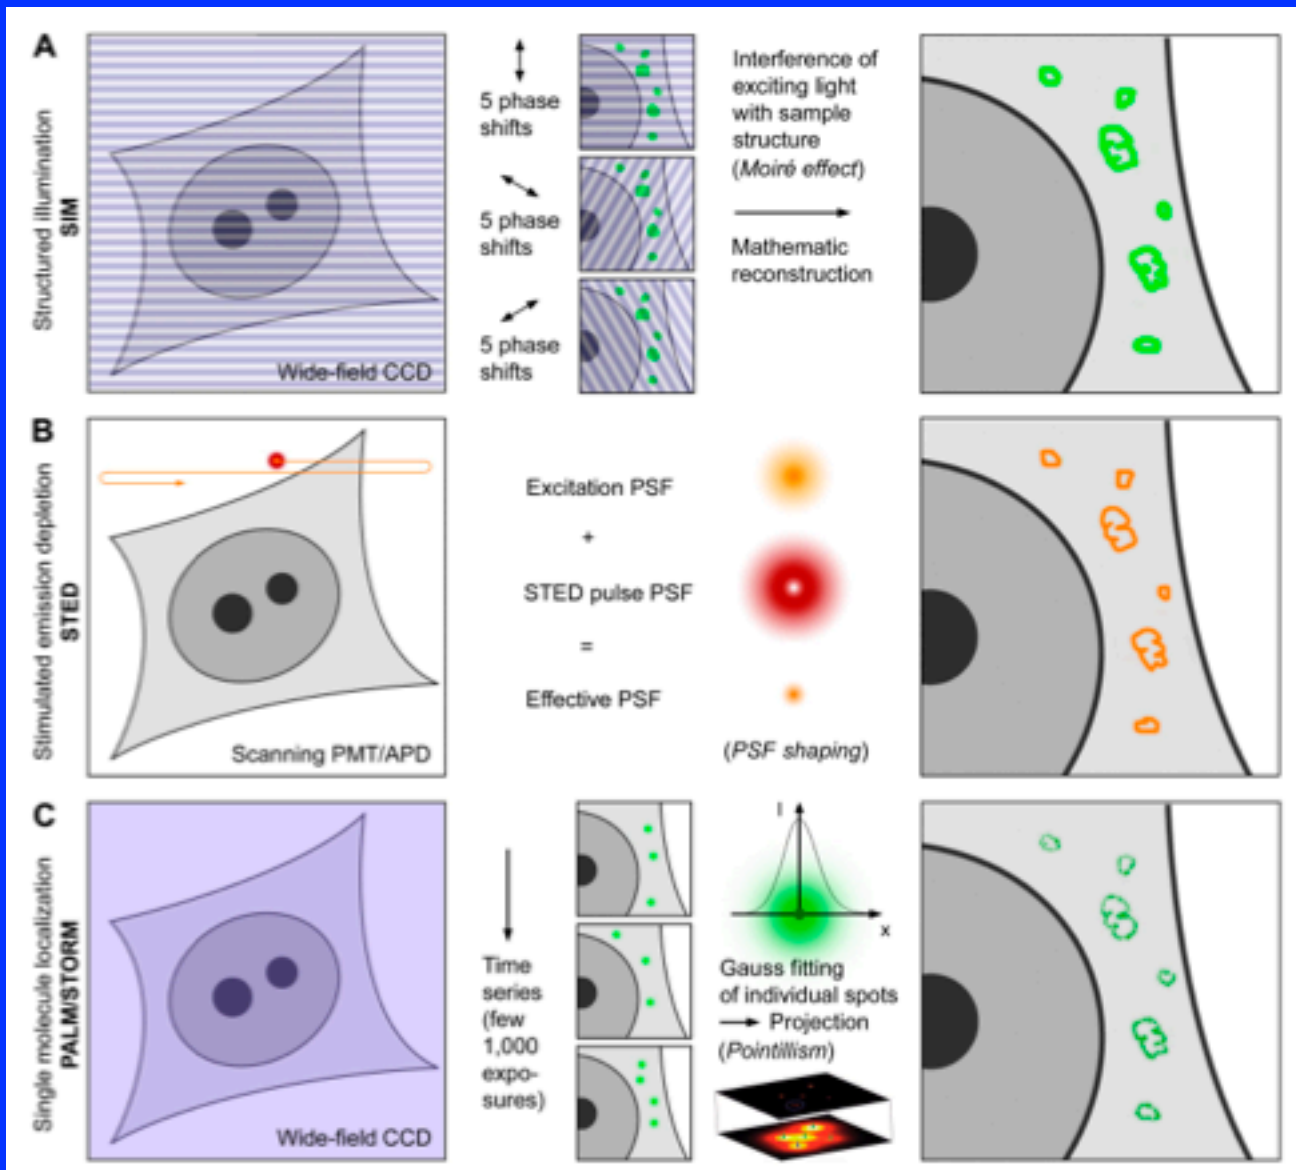 A
Structured illumination
SIM
Wide-field CCD
5 phase
shifts
5 phase
shifts
5 phase
shifts
Interference of
exciting light
with sample
structure
(Moiré effect)
Mathematic
reconstruction
B
Stimulated emission depletion
STED
Scanning PMT/APD
Excitation PSF
+
STED pulse PSF
=
Effective PSF
(PSF shaping)
C
Single molecule localization
PALM/STORM
Wide-field CCD
Time
series
(few
1,000
expo-
sures)
I
x
Gauss fitting
of individual spots
Projection
(Pointillism)